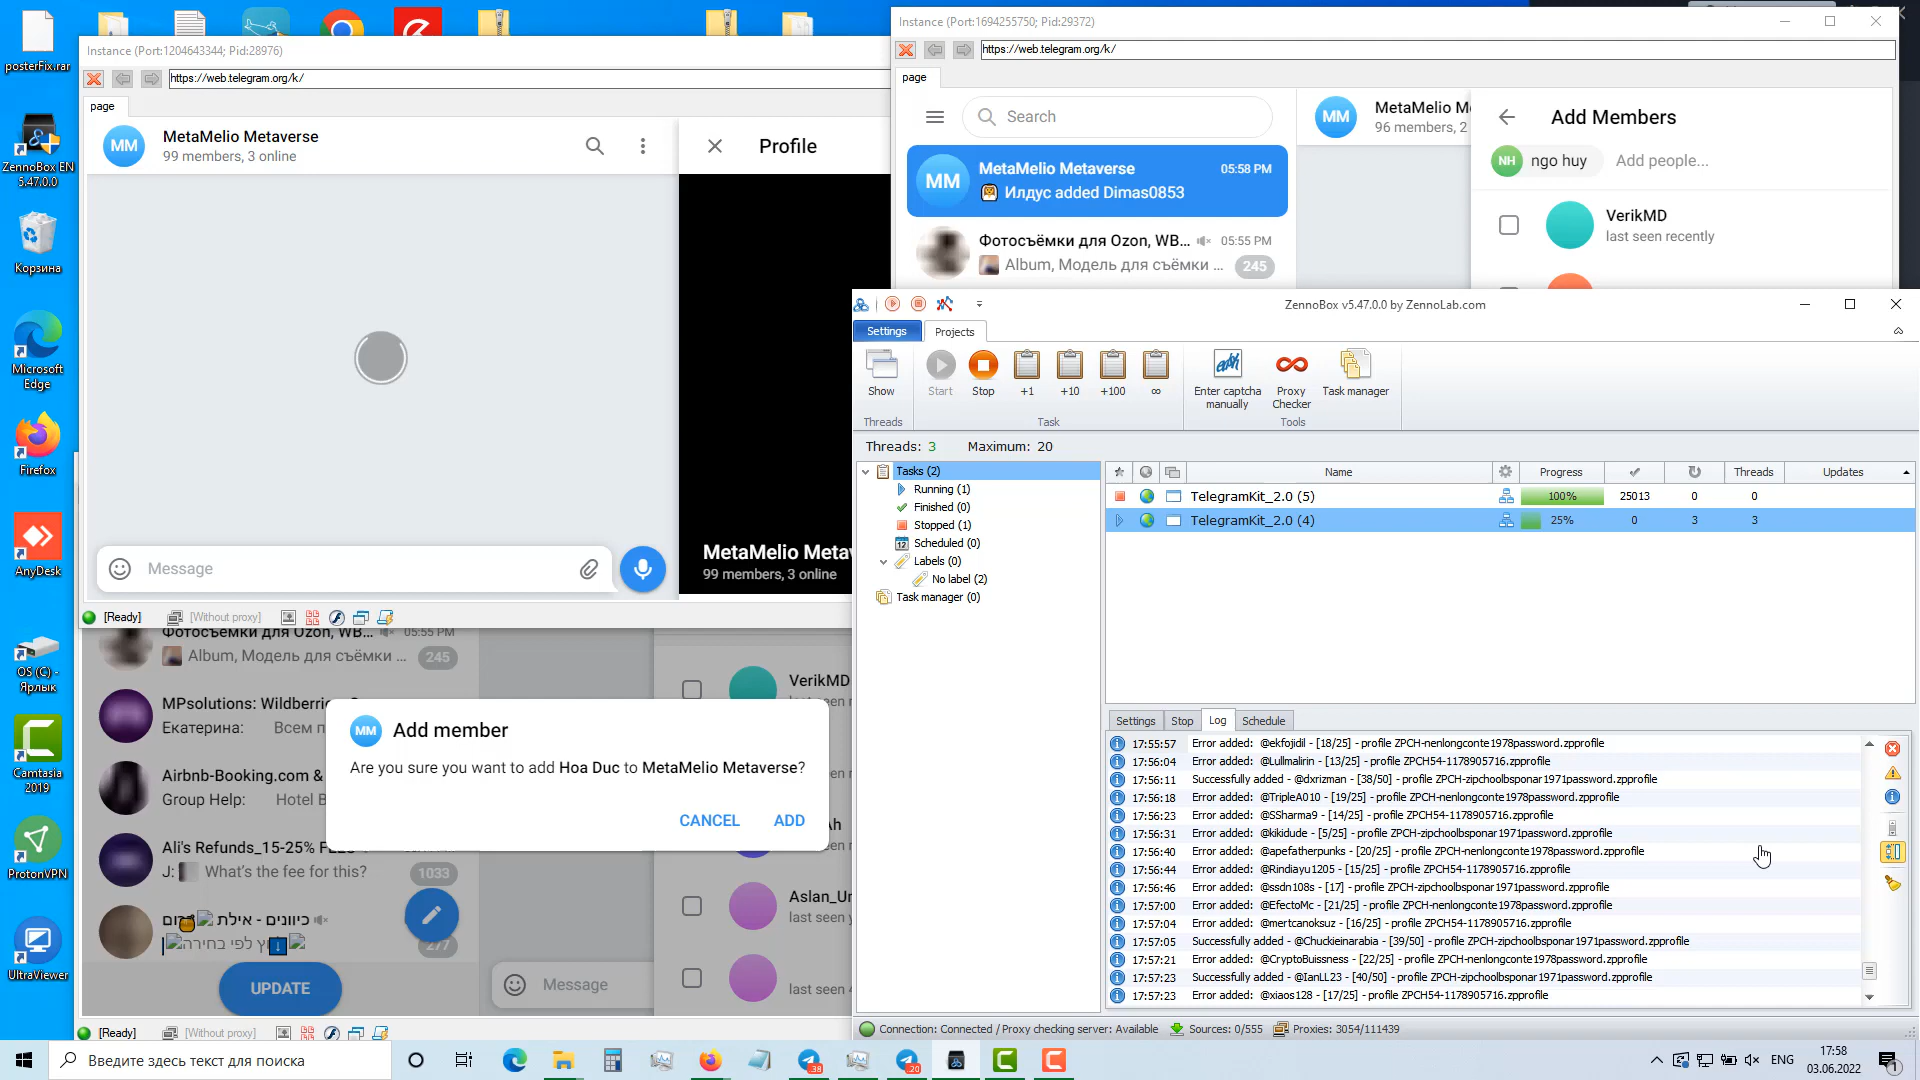 posterFix.rar
ZennoBox EN
5.47.0.0
Корзина
Microsoft
Edge
Firefox
AnyDesk
OS (C) -
Ярлык
Camtasia
2019
ProtonVPN
UltraViewer
Instance (Port:1204643344; Pid:28976)
https://web.telegram.org/k/
page
MM
MetaMelio Metaverse
99 members, 3 online
Profile
MetaMelio Metav
99 members, 3 online
Message
[Ready]
[Without proxy]
Instance (Port:1694255750; Pid:29372)
https://web.telegram.org/k/
page
Search
MM
MetaMelio Metaverse
05:58 PM
Илдус added Dimas0853
Фотосъёмки для Ozon, WB...
05:55 PM
Album, Модель для съёмки ...
245
MM
MetaMelio M
96 members, 2
Add Members
NH
ngo huy
Add people...
VerikMD
last seen recently
Фотосъёмки для Ozon, WB...
05:55 PM
Album, Модель для съёмки ...
245
MPsolutions: Wildberri
Екатерина:
Всем п
Airbnb-Booking.com &
Group Help:
Hotel B
Ali's Refunds_15-25% FEES
J:
What's the fee for this?
1033
כיוונים - אילת
277
UPDATE
VerikMD
Aslan_Un
last seen
Message
MM
Add member
Are you sure you want to add Hoa Duc to MetaMelio Metaverse?
CANCEL
ADD
[Ready]
[Without proxy]
ZennoBox v5.47.0.0 by ZennoLab.com
Settings
Projects
Show
Start
Stop
+1
+10
+100
∞
Enter captcha
manually
Proxy
Checker
Task manager
Threads
Task
Tools
Threads: 3
Maximum: 20
Tasks (2)
Running (1)
Finished (0)
Stopped (1)
12
Scheduled (0)
Labels (0)
No label (2)
Task manager (0)
Name
Progress
Threads
Updates
TelegramKit_2.0 (5)
100%
25013
0
0
TelegramKit_2.0 (4)
25%
0
3
3
Settings
Stop
Log
Schedule
17:55:57 Error added: @ekfojidil - [18/25] - profile ZPCH-nenlongconte1978password.zpprofile
17:56:04 Error added: @Lullmalirin - [13/25] - profile ZPCH54-1178905716.zpprofile
17:56:11 Successfully added - @dxrizman - [38/50] - profile ZPCH-zipchoolbsponar1971password.zpprofile
17:56:18 Error added: @TripleA010 - [19/25] - profile ZPCH-nenlongconte1978password.zpprofile
17:56:23 Error added: @SSharma9 - [14/25] - profile ZPCH54-1178905716.zpprofile
17:56:31 Error added: @kikidude - [5/25] - profile ZPCH-zipchoolbsponar1971password.zpprofile
17:56:40 Error added: @apefatherpunks - [20/25] - profile ZPCH-nenlongconte1978password.zpprofile
17:56:44 Error added: @Rindiayu1205 - [15/25] - profile ZPCH54-1178905716.zpprofile
17:56:46 Error added: @ssdn108s - [17] - profile ZPCH-zipchoolbsponar1971password.zpprofile
17:57:00 Error added: @EfectoMc - [21/25] - profile ZPCH-nenlongconte1978password.zpprofile
17:57:04 Error added: @mertcanoksuz - [16/25] - profile ZPCH54-1178905716.zpprofile
17:57:05 Successfully added - @Chuckieinarabia - [39/50] - profile ZPCH-zipchoolbsponar1971password.zpprofile
17:57:21 Error added: @CryptoBuissness - [22/25] - profile ZPCH-nenlongconte1978password.zpprofile
17:57:23 Successfully added - @IanLL23 - [40/50] - profile ZPCH-zipchoolbsponar1971password.zpprofile
17:57:23 Error added: @xiaos128 - [17/25] - profile ZPCH54-1178905716.zpprofile
Connection: Connected / Proxy checking server: Available
Sources: 0/555
Proxies: 3054/111439
Введите здесь текст для поиска
38
20
ENG
17:58
03.06.2022
1